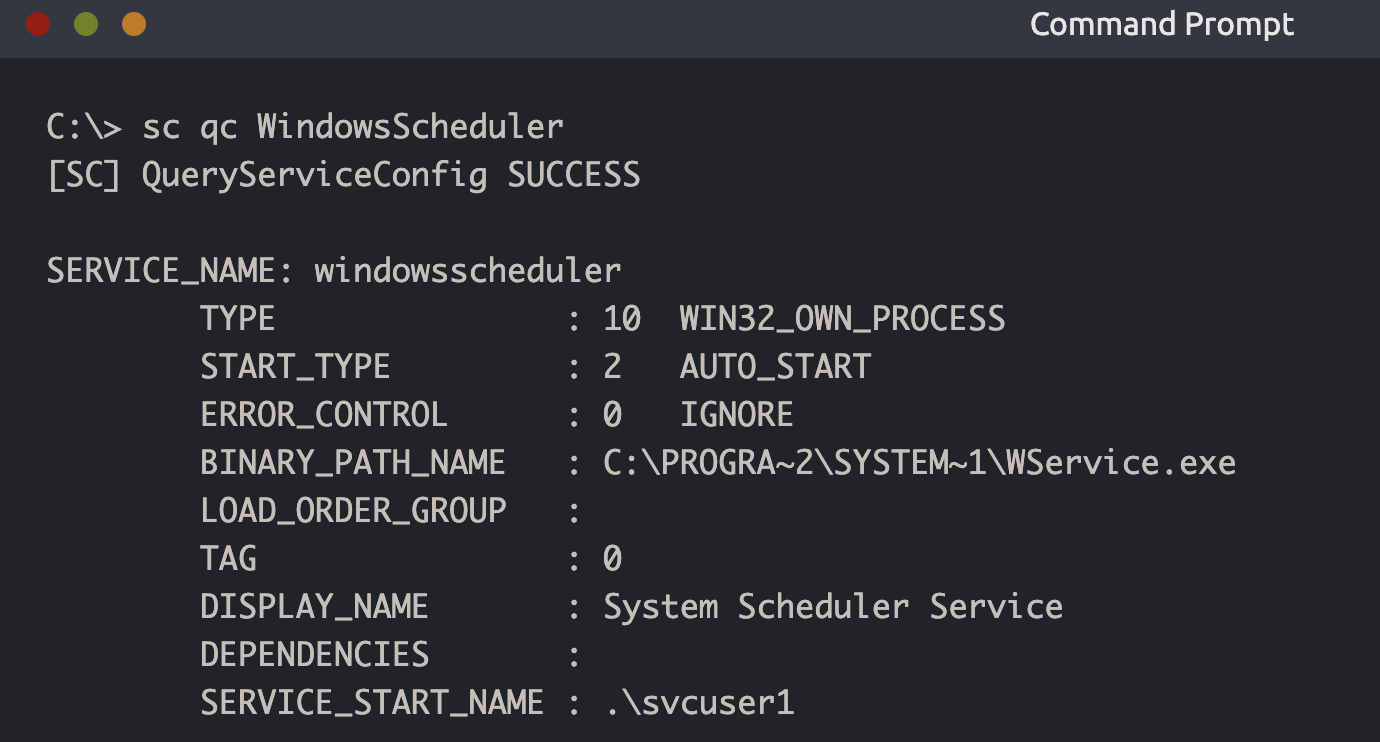 Command Prompt
C:\> sc qc WindowsScheduler
[SC] QueryServiceConfig SUCCESS

SERVICE_NAME: windowsscheduler
        TYPE               : 10  WIN32_OWN_PROCESS
        START_TYPE         : 2   AUTO_START
        ERROR_CONTROL      : 0   IGNORE
        BINARY_PATH_NAME   : C:\PROGRA~2\SYSTEM~1\WService.exe
        LOAD_ORDER_GROUP   :
        TAG                : 0
        DISPLAY_NAME       : System Scheduler Service
        DEPENDENCIES       :
        SERVICE_START_NAME : .\svcuser1